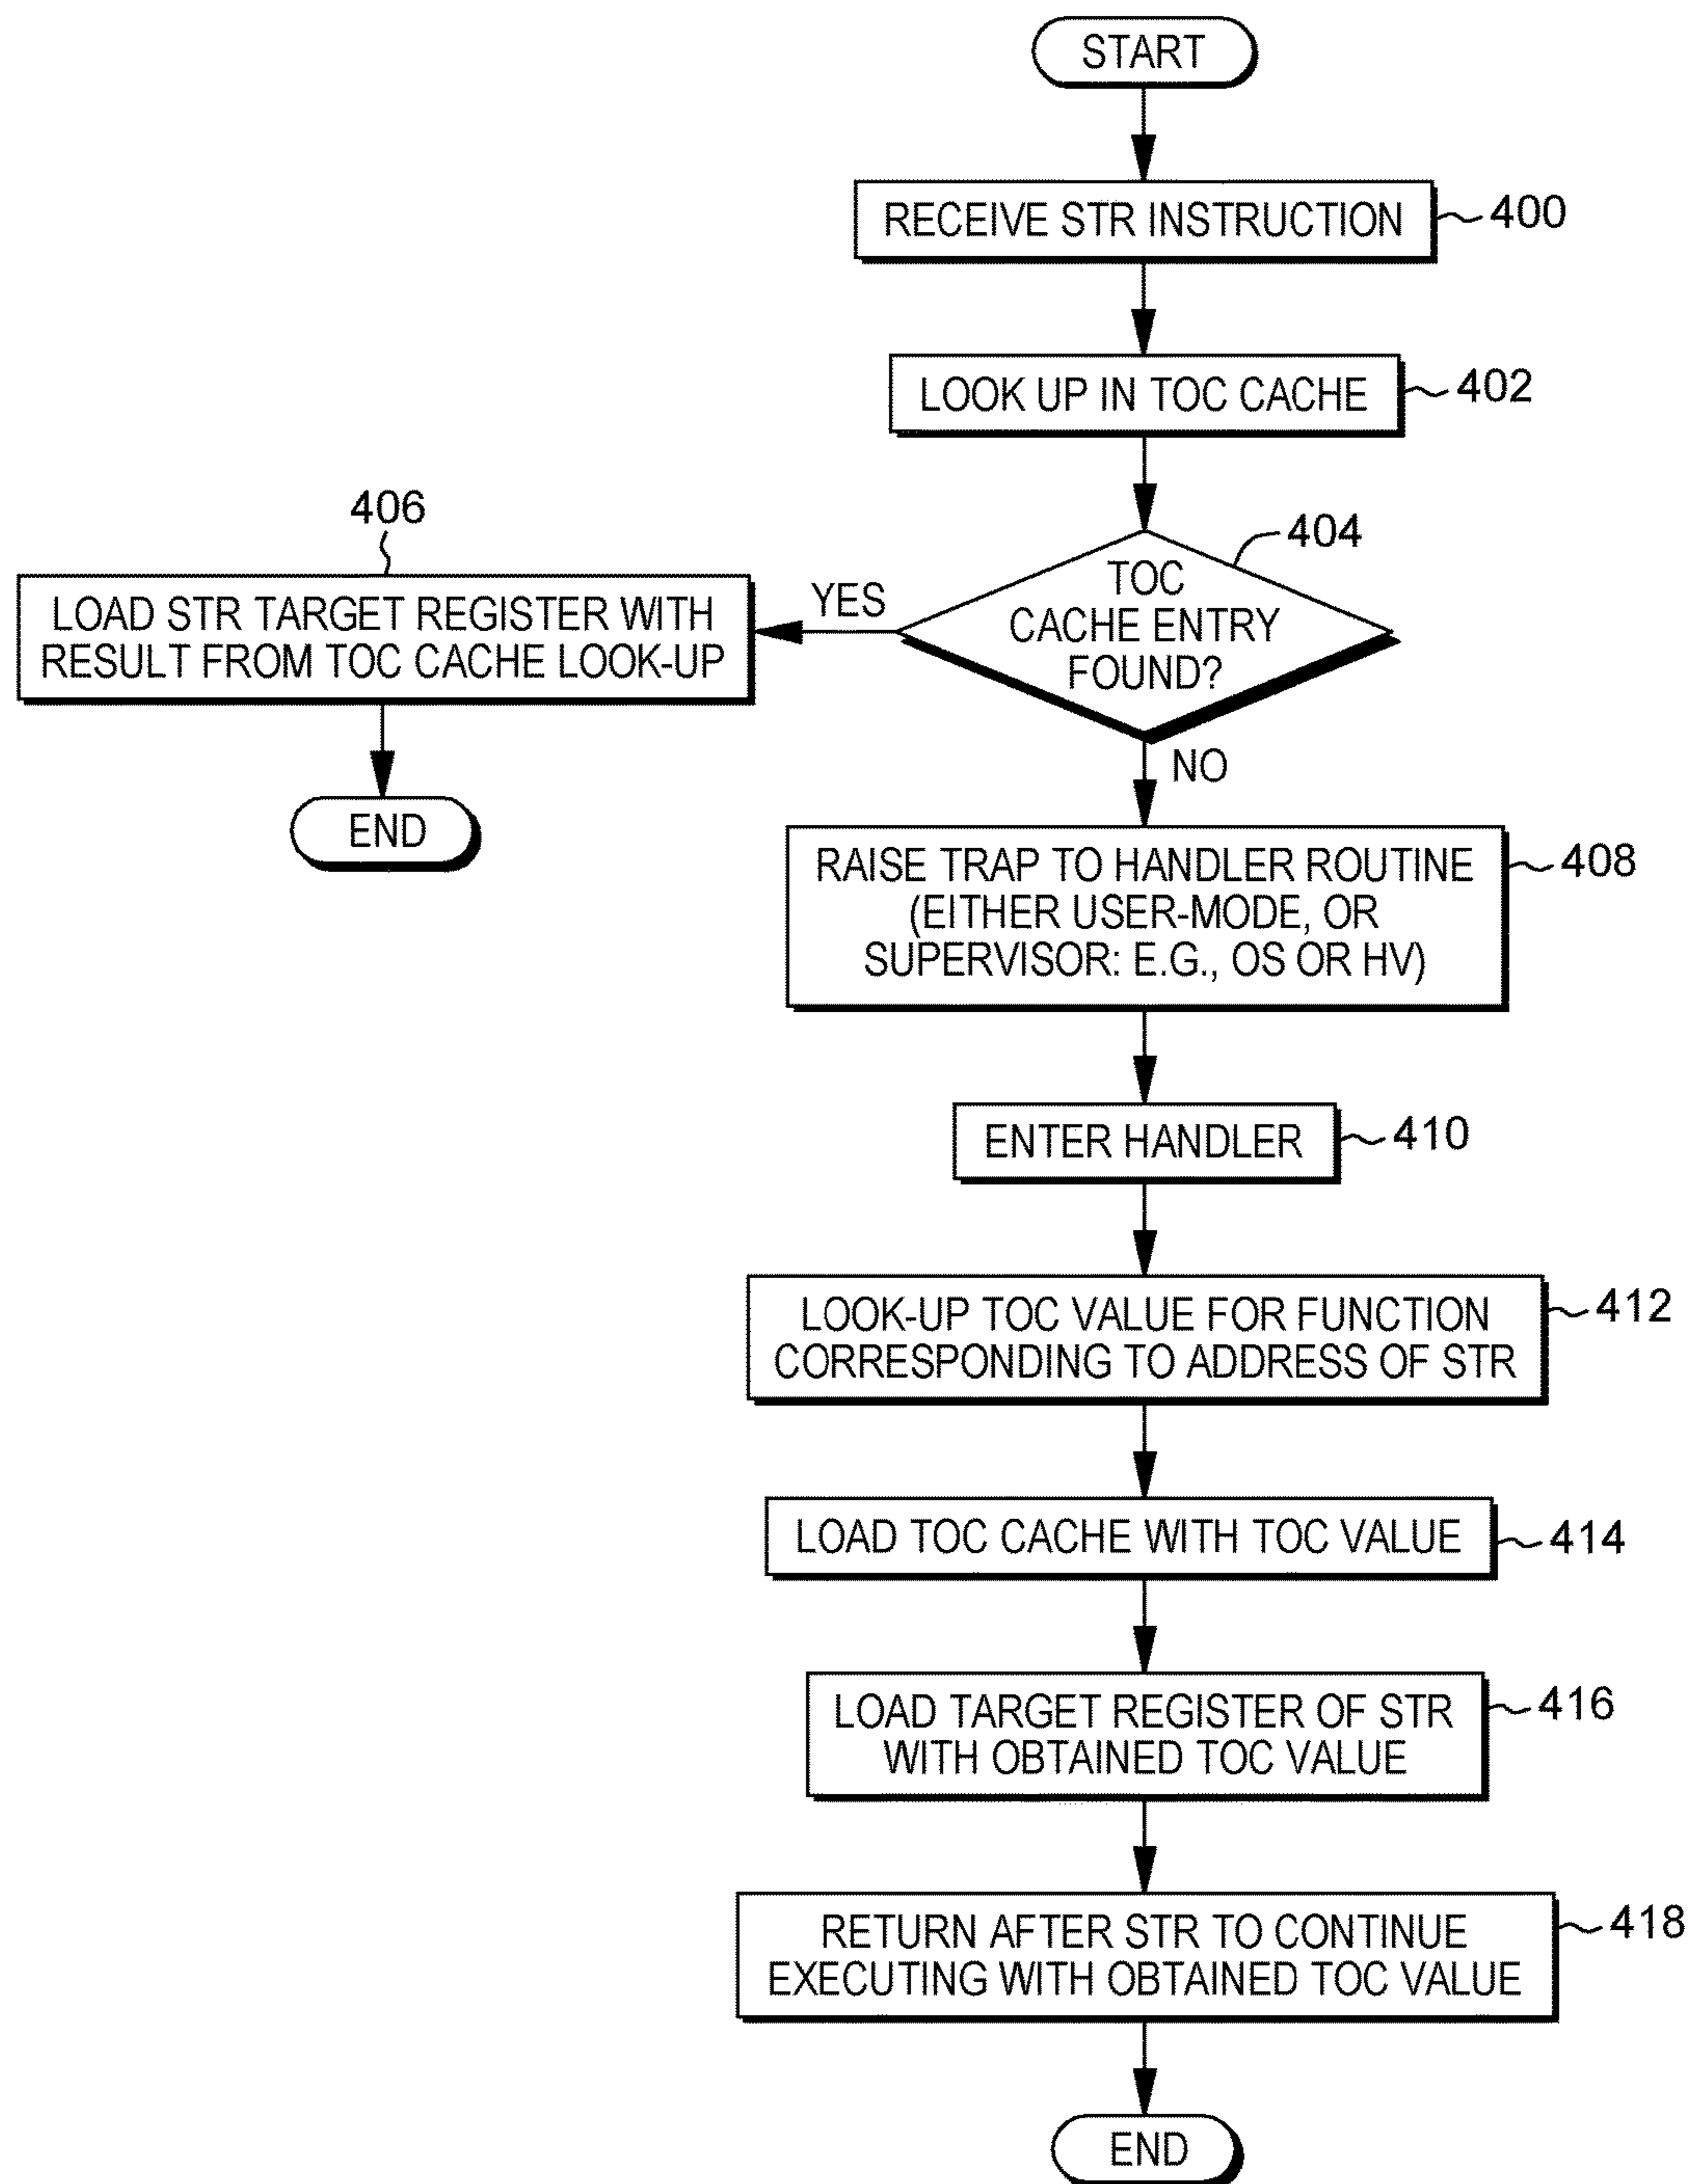 START
RECEIVE STR INSTRUCTION
400
LOOK UP IN TOC CACHE
402
404
TOC
CACHE ENTRY
FOUND?
YES
406
LOAD STR TARGET REGISTER WITH
RESULT FROM TOC CACHE LOOK-UP
END
NO
RAISE TRAP TO HANDLER ROUTINE
(EITHER USER-MODE, OR
SUPERVISOR: E.G., OS OR HV)
408
ENTER HANDLER
410
LOOK-UP TOC VALUE FOR FUNCTION
CORRESPONDING TO ADDRESS OF STR
412
LOAD TOC CACHE WITH TOC VALUE
414
LOAD TARGET REGISTER OF STR
WITH OBTAINED TOC VALUE
416
RETURN AFTER STR TO CONTINUE
EXECUTING WITH OBTAINED TOC VALUE
418
END